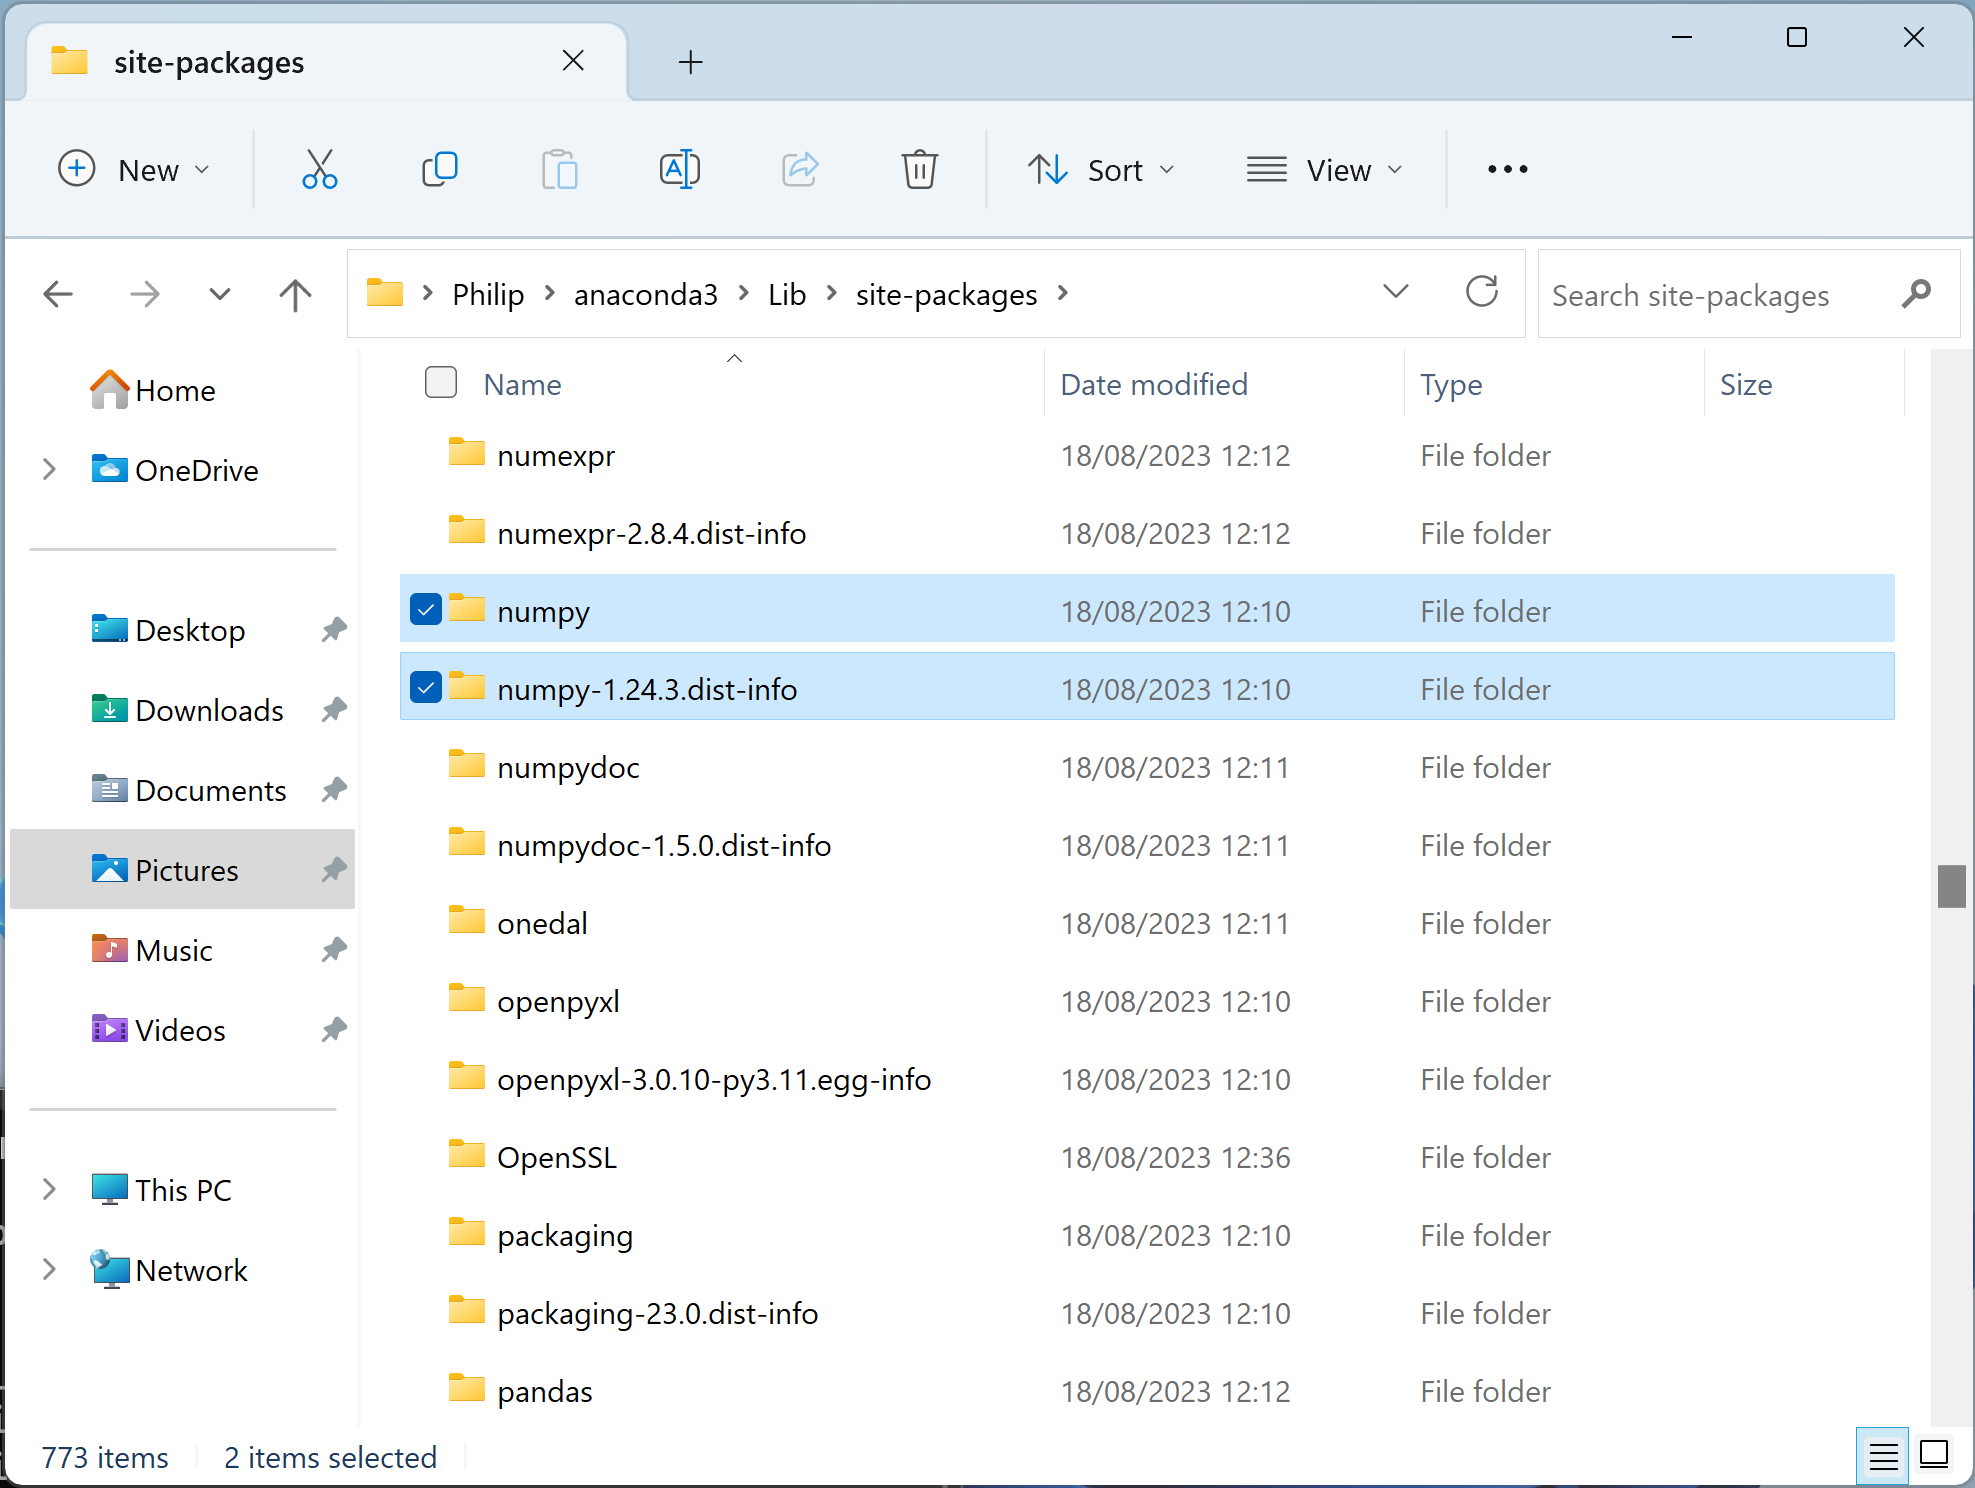 site-packages
New
Sort
View
Philip
anaconda3
Lib
site-packages
Search site-packages
Home
OneDrive
Desktop
Downloads
Documents
Pictures
Music
Videos
This PC
Network
Name Date modified Type Size
numexpr 18/08/2023 12:12 File folder
numexpr-2.8.4.dist-info 18/08/2023 12:12 File folder
numpy 18/08/2023 12:10 File folder
numpy-1.24.3.dist-info 18/08/2023 12:10 File folder
numpydoc 18/08/2023 12:11 File folder
numpydoc-1.5.0.dist-info 18/08/2023 12:11 File folder
onedal 18/08/2023 12:11 File folder
openpyxl 18/08/2023 12:10 File folder
openpyxl-3.0.10-py3.11.egg-info 18/08/2023 12:10 File folder
OpenSSL 18/08/2023 12:36 File folder
packaging 18/08/2023 12:10 File folder
packaging-23.0.dist-info 18/08/2023 12:10 File folder
pandas 18/08/2023 12:12 File folder
773 items 2 items selected